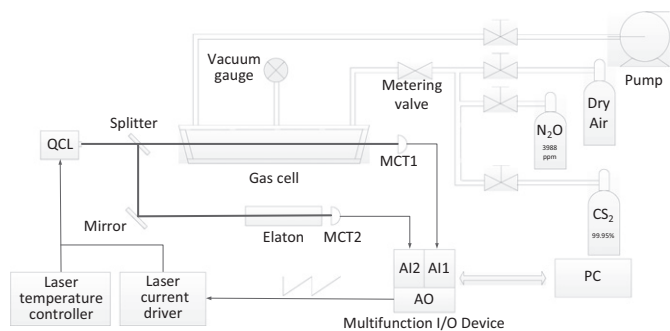 Vacuum
gauge
Metering
valve
Pump
Dry
Air
N2O
3988
ppm
Splitter
QCL
Gas cell
MCT1
CS2
99.95%
Mirror
Elaton
MCT2
AI2
AI1
AO
PC
Laser
temperature
controller
Laser
current
driver
Multifunction I/O Device